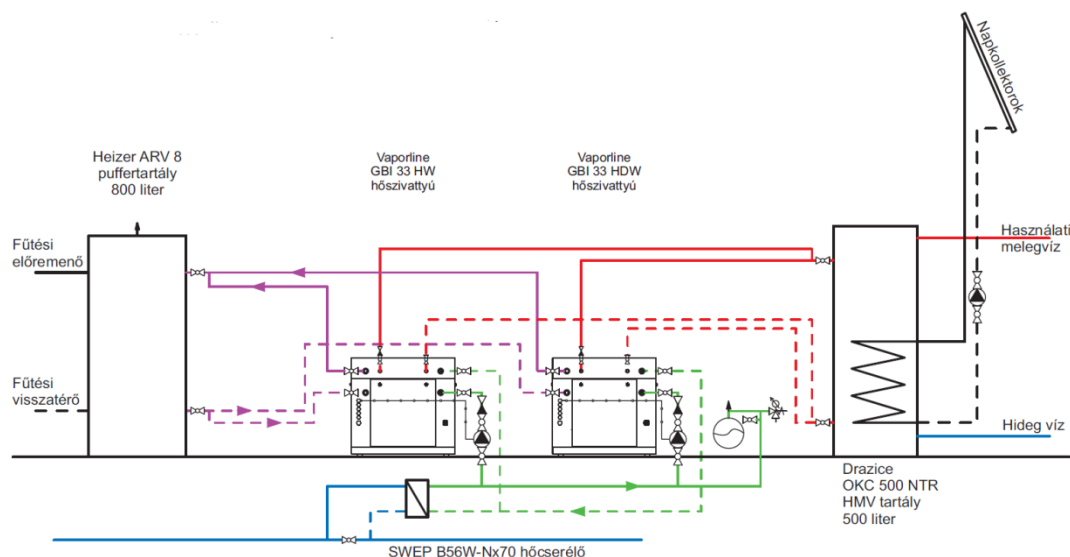 Napkollektorok
Heizer ARV 8
puffertartály
800 liter
Vaporline
GBI 33 HW
hőszivattyú
Vaporline
GBI 33 HDW
hőszivattyú
Fűtési
előremenő
Használati
melegvíz
Fűtési
visszatérő
Hideg víz
Drazice
OKC 500 NTR
HMV tartály
500 liter
SWEP B56W-Nx70 hőcserélő